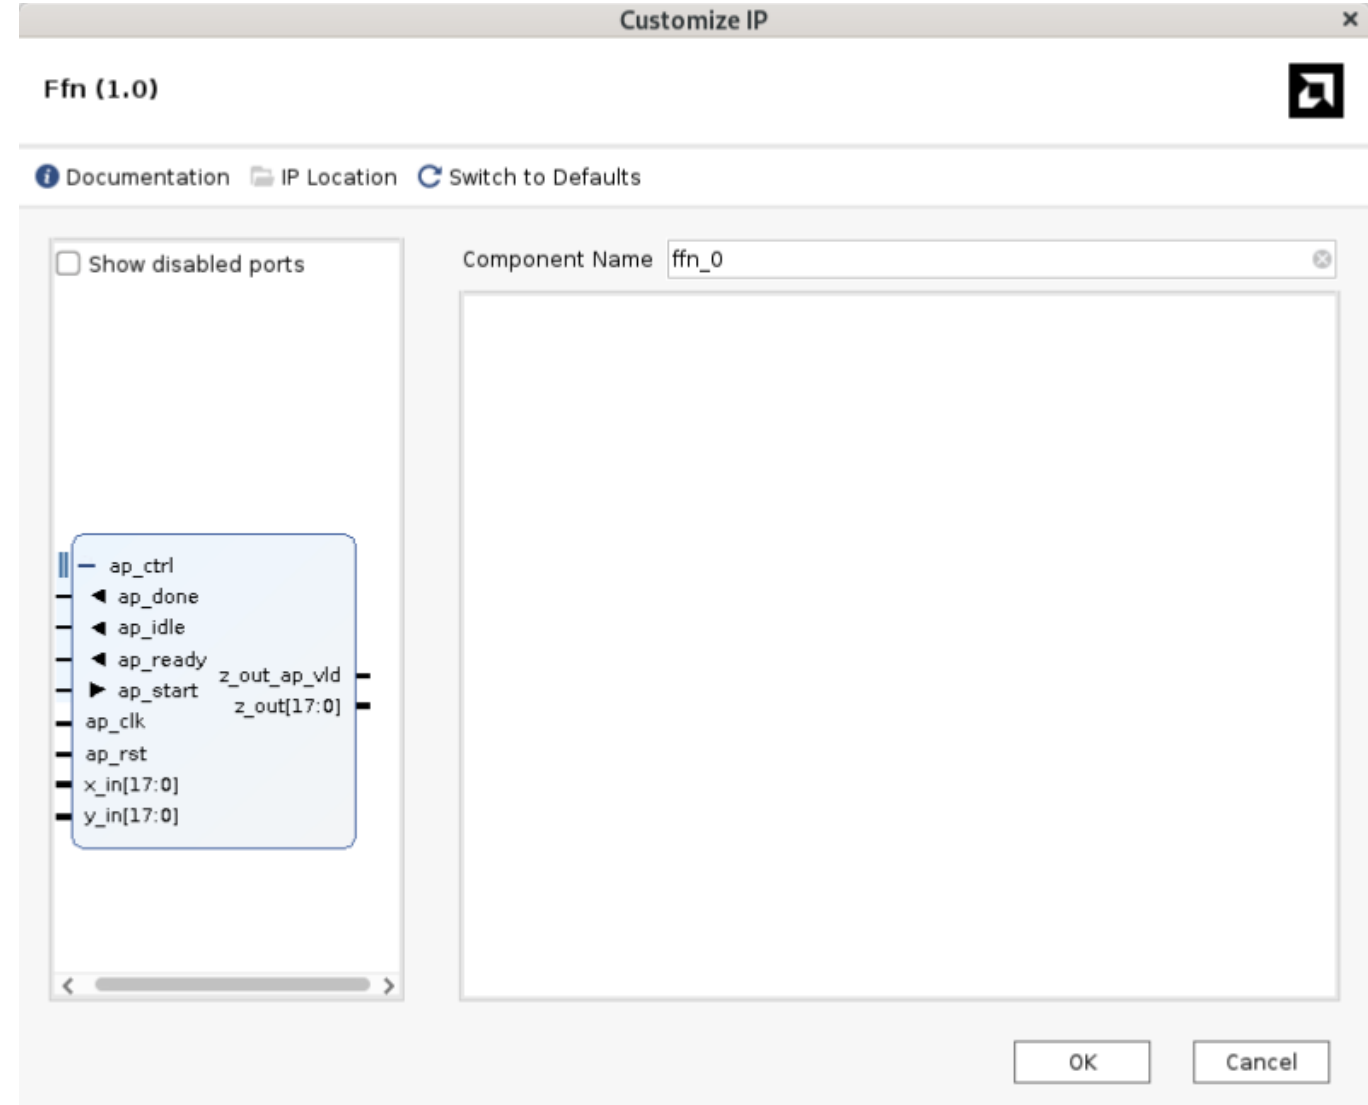 Customize IP
Ffn (1.0)
Documentation IP Location Switch to Defaults
Show disabled ports
Component Name ffn_0
ap_ctrl
ap_done
ap_idle
ap_ready
ap_start
ap_clk
ap_rst
x_in[17:0]
y_in[17:0]
z_out_ap_vld
z_out[17:0]
OK Cancel